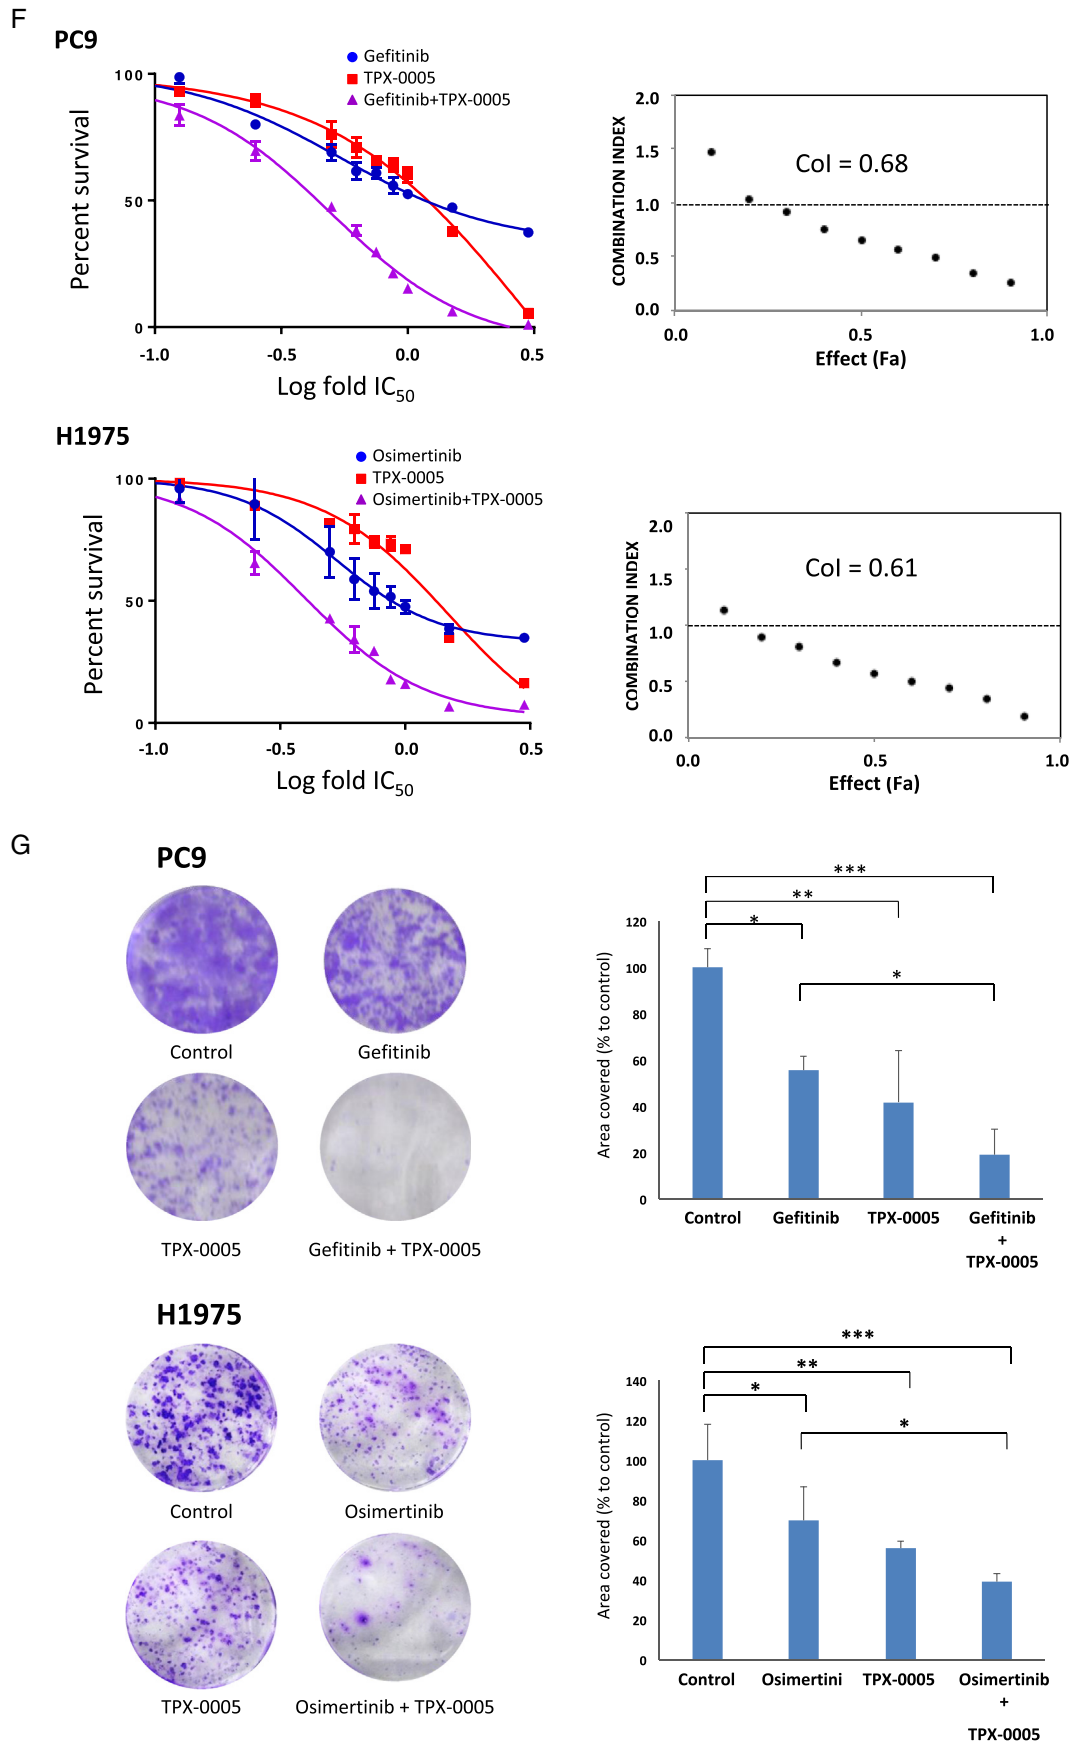 F
PC9
Gefitinib
TPX-0005
Gefitinib+TPX-0005
100
50
0
Percent survival
-1.0
-0.5
0.0
0.5
Log fold IC50
2.0
1.5
1.0
0.5
0.0
COMBINATION INDEX
CoI = 0.68
0.0
0.5
1.0
Effect (Fa)
H1975
Osimertinib
TPX-0005
Osimertinib+TPX-0005
100
50
0
Percent survival
-1.0
-0.5
0.0
0.5
Log fold IC50
2.0
1.5
1.0
0.5
0.0
COMBINATION INDEX
CoI = 0.61
0.0
0.5
1.0
Effect (Fa)
G
PC9
Control
Gefitinib
TPX-0005
Gefitinib + TPX-0005
***
**
*
*
120
100
80
60
40
20
0
Area covered (% to control)
Control
Gefitinib
TPX-0005
Gefitinib
+
TPX-0005
H1975
Control
Osimertinib
TPX-0005
Osimertinib + TPX-0005
***
**
*
*
140
120
100
80
60
40
20
0
Area covered (% to control)
Control
Osimertini
TPX-0005
Osimertinib
+
TPX-0005